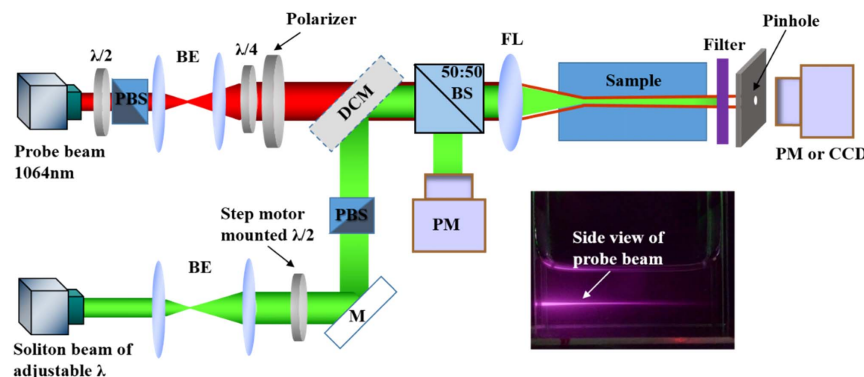 Polarizer
λ/2
BE
λ/4
PBS
DCM
50:50
BS
FL
Sample
Filter
Pinhole
Probe beam
1064nm
PM or CCD
Step motor
mounted λ/2
PBS
PM
BE
M
Side view of
probe beam
Soliton beam of
adjustable λ